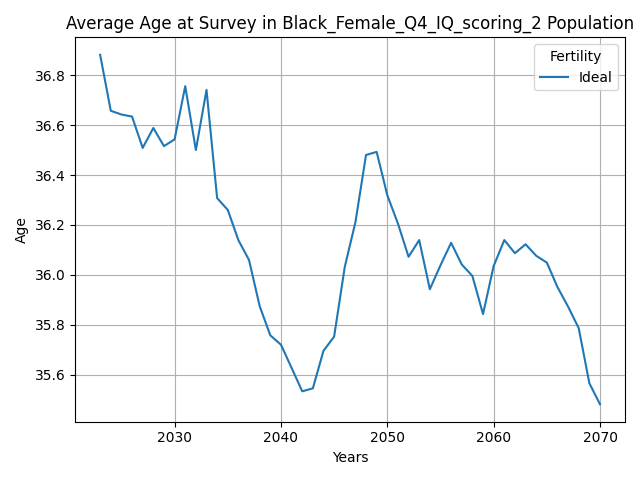 Average Age at Survey in Black_Female_Q4_IQ_scoring_2 Population
Fertility
Ideal
Age
36.8
36.6
36.4
36.2
36.0
35.8
35.6
2030 2040 2050 2060 2070
Years